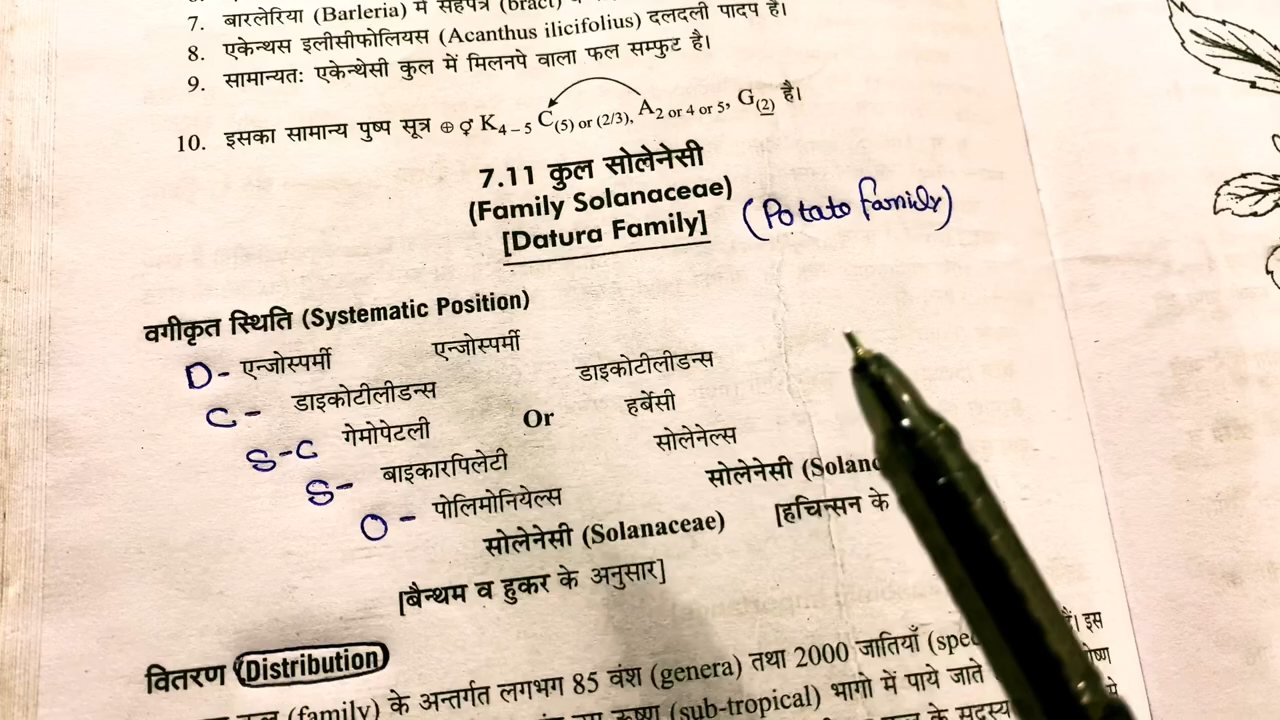 7. बारलेरिया (Barleria) में सहपत्र (bract)
8. एकेन्थस इलीसीफोलियस (Acanthus ilicifolius) दलदली पादप है।
9. सामान्यतः एकेन्थेसी कुल में मिलनपे वाला फल सम्फुट है।
10. इसका सामान्य पुष्प सूत्र ⊕ ⚥ K4 – 5 C(5) or (2/3), A2 or 4 or 5, G(2) है।
7.11 कुल सोलेनेसी
(Family Solanaceae)
[Datura Family] (Potato family)
वर्गीकृत स्थिति (Systematic Position)
D- एन्जोस्पर्मी एन्जोस्पर्मी
C - डाइकोटीलीडन्स डाइकोटीलीडन्स
S-C गेमोपेटली Or हर्बेसी
S- बाइकारपिलेटी सोलेनेल्स
O - पोलिमोनियेल्स सोलेनेसी
सोलेनेसी (Solanaceae) [हचिन्सन के
[बैन्थम व हुकर के अनुसार]
वितरण (Distribution)
(family) के अन्तर्गत लगभग 85 वंश (genera) तथा 2000 जातियाँ इस
(sub-tropical) भागो में पाये जाते
के सदस्य